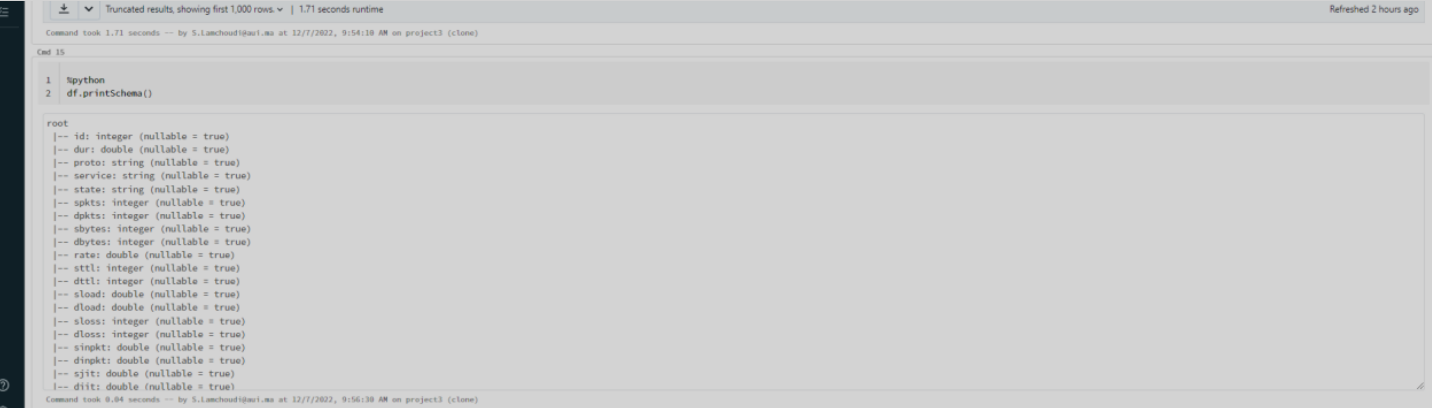 Truncated results, showing first 1,000 rows. | 1.71 seconds runtime Refreshed 2 hours ago
Command took 1.71 seconds -- by S.Lamchoudi@aui.ma at 12/7/2022, 9:54:10 AM on project3 (clone)
Cmd 15
1 %python
2 df.printSchema()
root
|-- id: integer (nullable = true)
|-- dur: double (nullable = true)
|-- proto: string (nullable = true)
|-- service: string (nullable = true)
|-- state: string (nullable = true)
|-- spkts: integer (nullable = true)
|-- dpkts: integer (nullable = true)
|-- sbytes: integer (nullable = true)
|-- dbytes: integer (nullable = true)
|-- rate: double (nullable = true)
|-- sttl: integer (nullable = true)
|-- dttl: integer (nullable = true)
|-- sload: double (nullable = true)
|-- dload: double (nullable = true)
|-- sloss: integer (nullable = true)
|-- dloss: integer (nullable = true)
|-- sinpkt: double (nullable = true)
|-- dinpkt: double (nullable = true)
|-- sjit: double (nullable = true)
|-- djit: double (nullable = true)
Command took 0.04 seconds -- by S.Lamchoudi@aui.ma at 12/7/2022, 9:56:30 AM on project3 (clone)